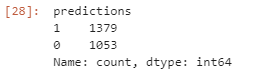 [28]: predictions
1 1379
0 1053
Name: count, dtype: int64